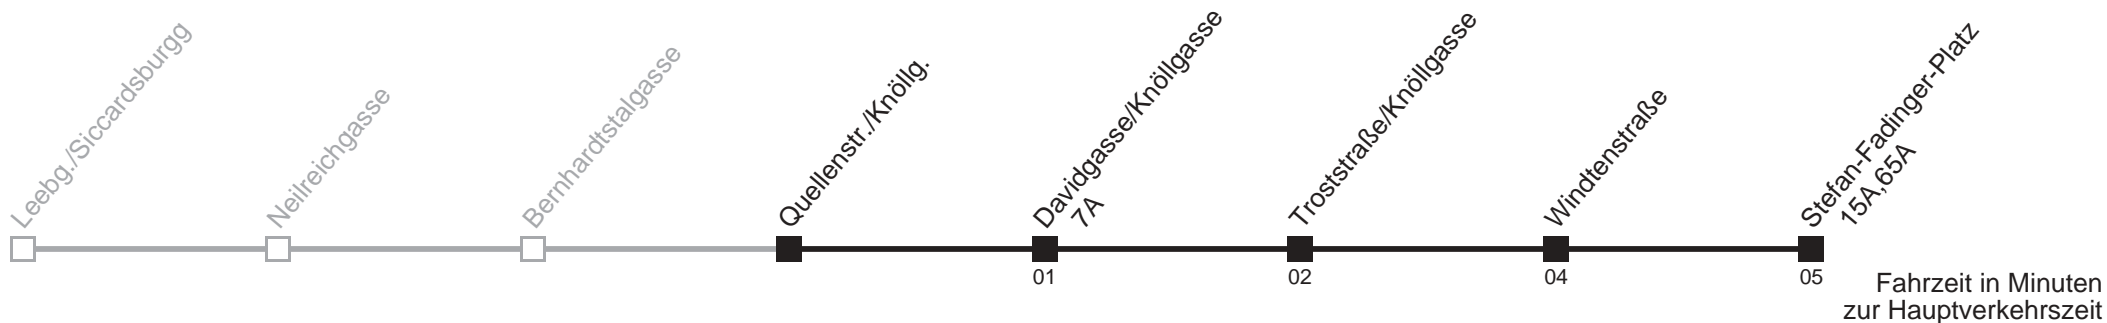 Leebg./Siccardsburgg
Neilreichgasse
Bernhardtstalgasse
Quellenstr./Knöllg.
Davidgasse/Knöllgasse
7A
Troststraße/Knöllgasse
Windtenstraße
Stefan-Fadinger-Platz
15A,65A
01
02
04
05
Fahrzeit in Minuten
zur Hauptverkehrszeit